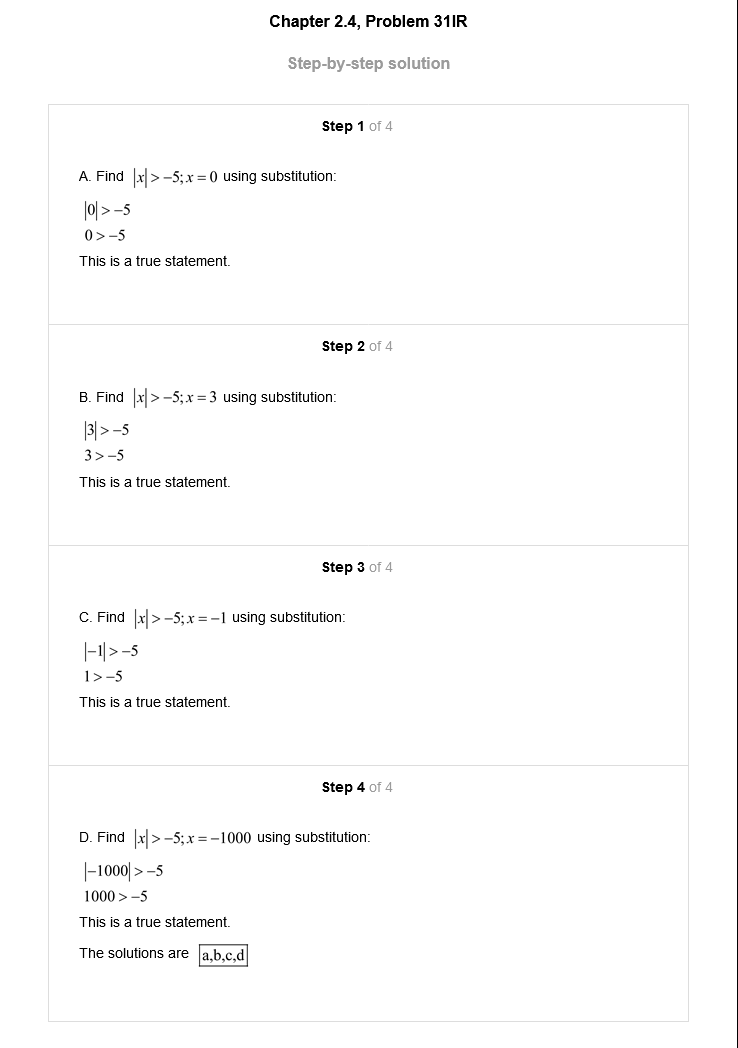 Chapter 2.4, Problem 31IR
Step-by-step solution
Step 1 of 4
A. Find |x| > −5; x = 0 using substitution:
|0| > −5
0 > −5
This is a true statement.
Step 2 of 4
B. Find |x| > −5; x = 3 using substitution:
|3| > −5
3 > −5
This is a true statement.
Step 3 of 4
C. Find |x| > −5; x = −1 using substitution:
|−1| > −5
1 > −5
This is a true statement.
Step 4 of 4
D. Find |x| > −5; x = −1000 using substitution:
|−1000| > −5
1000 > −5
This is a true statement.
The solutions are a,b,c,d